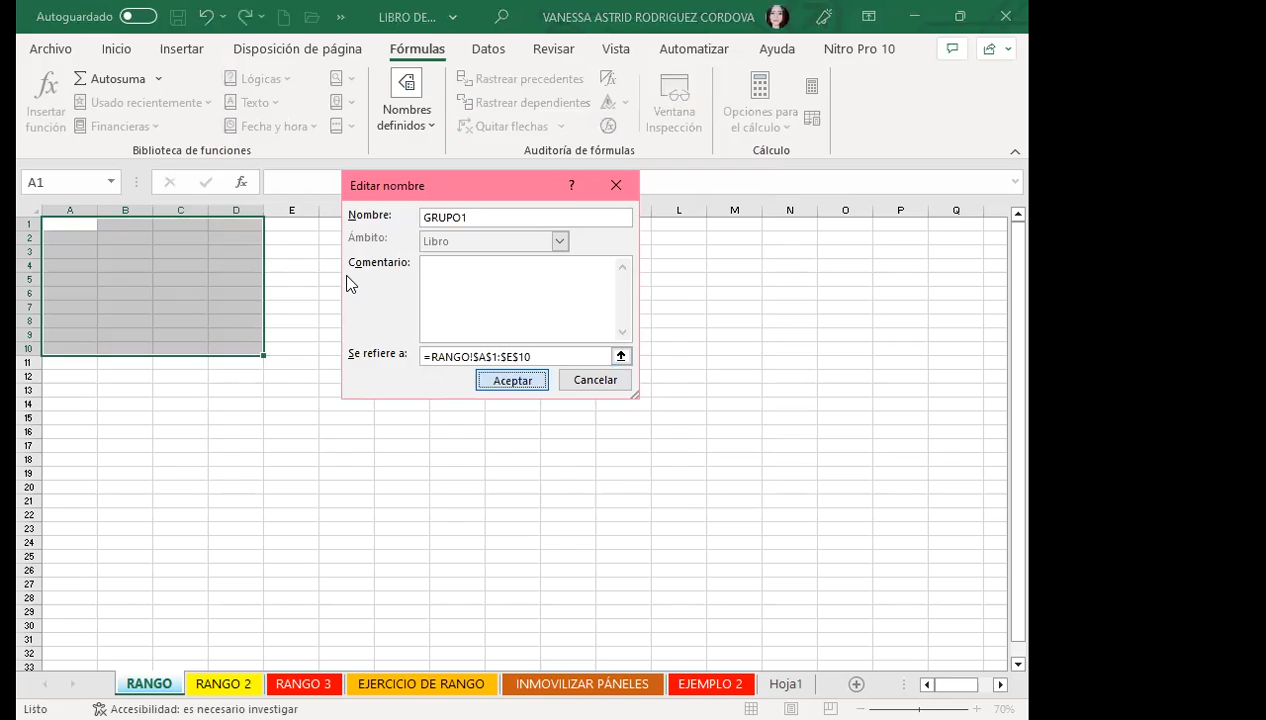 Autoguardado LIBRO DE... VANESSA ASTRID RODRIGUEZ CORDOVA
Archivo Inicio Insertar Disposición de página Fórmulas Datos Revisar Vista Automatizar Ayuda Nitro Pro 10
fx
Insertar función
Autosuma
Usado recientemente
Financieras
Lógicas
Texto
Fecha y hora
Biblioteca de funciones
Nombres definidos
Rastrear precedentes
Rastrear dependientes
Quitar flechas
fx
Auditoría de fórmulas
Ventana Inspección
Opciones para el cálculo
Cálculo
A1 fx
A B C D E L M N O P Q
1
2
3
4
5
6
7
8
9
10
11
12
13
14
15
16
17
18
19
20
21
22
23
24
25
26
27
28
29
30
31
32
33
Editar nombre ?
Nombre: GRUPO1
Ámbito: Libro
Comentario:
Se refiere a: =RANGO!$A$1:$E$10
Aceptar Cancelar
RANGO RANGO 2 RANGO 3 EJERCICIO DE RANGO INMOVILIZAR PÁNELES EJEMPLO 2 Hoja1
Listo Accesibilidad: es necesario investigar 70%